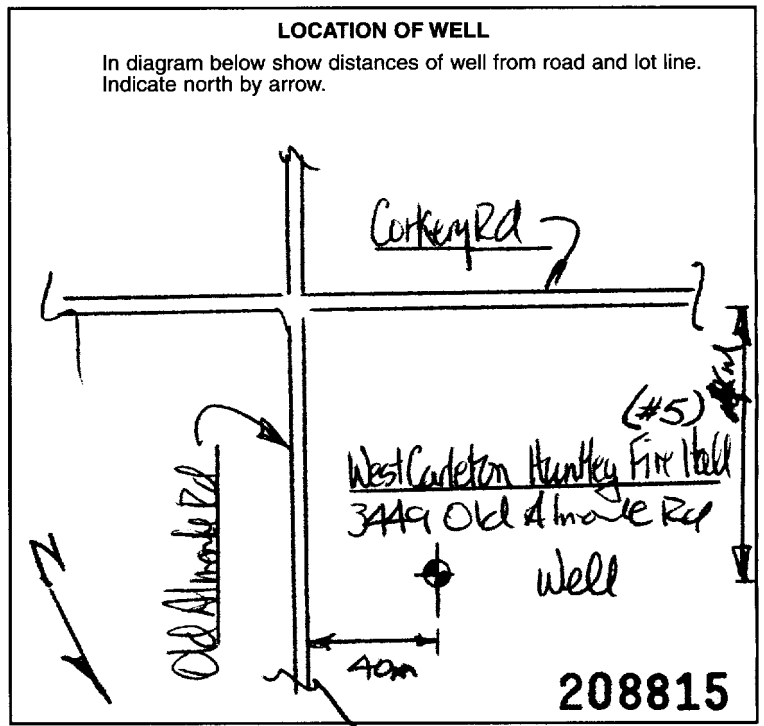 LOCATION OF WELL
In diagram below show distances of well from road and lot line.
Indicate north by arrow.
Corkery Rd
(#5)
West Carleton Huntley Fire Hall
3449 Old Almonte Rd
Well
Old Almonte Rd
N
40m
208815